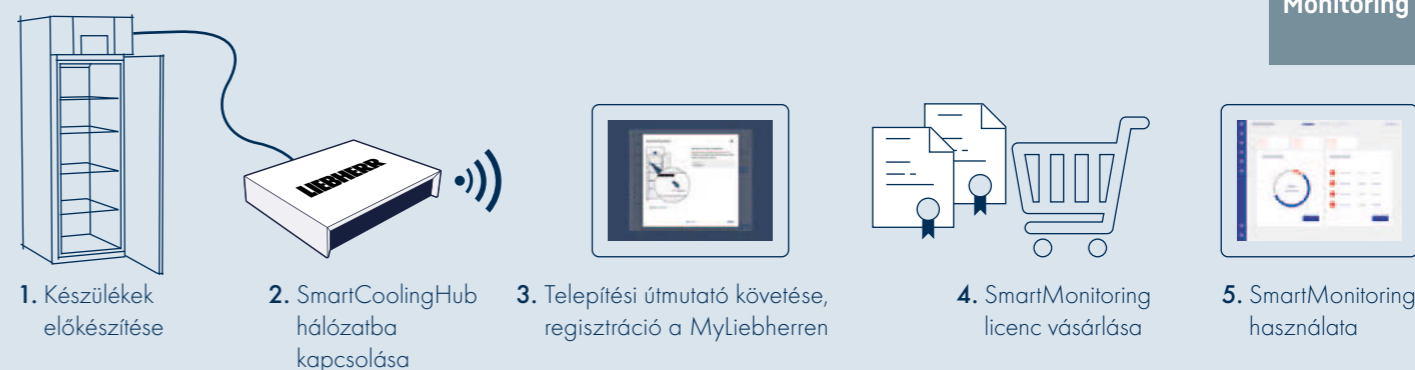 Monitoring
LIEBHERR
1. Készülékek
előkészítése
2. SmartCoolingHub
hálózatba
kapcsolása
3. Telepítési útmutató követése,
regisztráció a MyLiebherren
4. SmartMonitoring
licenc vásárlása
5. SmartMonitoring
használata